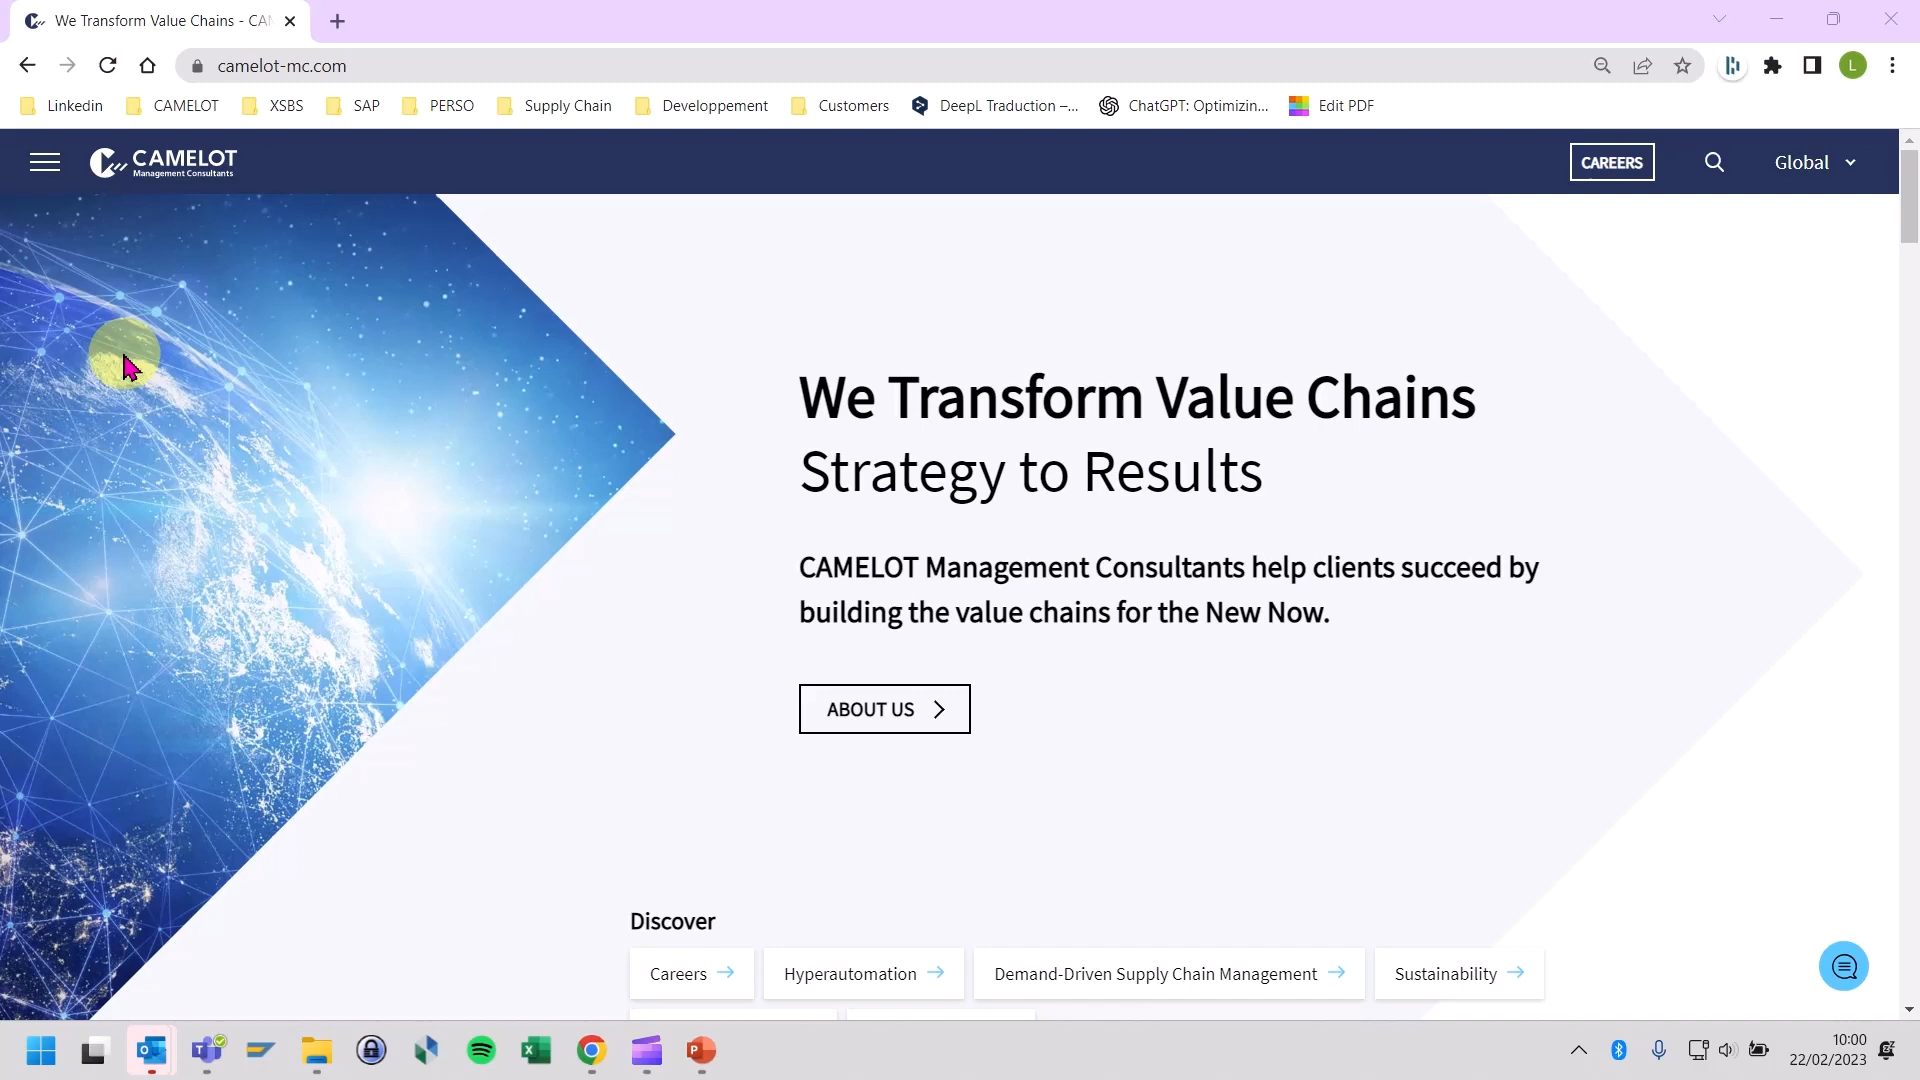 We Transform Value Chains - CAM
camelot-mc.com
L
Linkedin
CAMELOT
XSBS
SAP
PERSO
Supply Chain
Developpement
Customers
DeepL Traduction –...
ChatGPT: Optimizin...
Edit PDF
CAMELOT
Management Consultants
CAREERS
Global
We Transform Value Chains
Strategy to Results
CAMELOT Management Consultants help clients succeed by
building the value chains for the New Now.
ABOUT US
Discover
Careers
Hyperautomation
Demand-Driven Supply Chain Management
Sustainability
10:00
22/02/2023